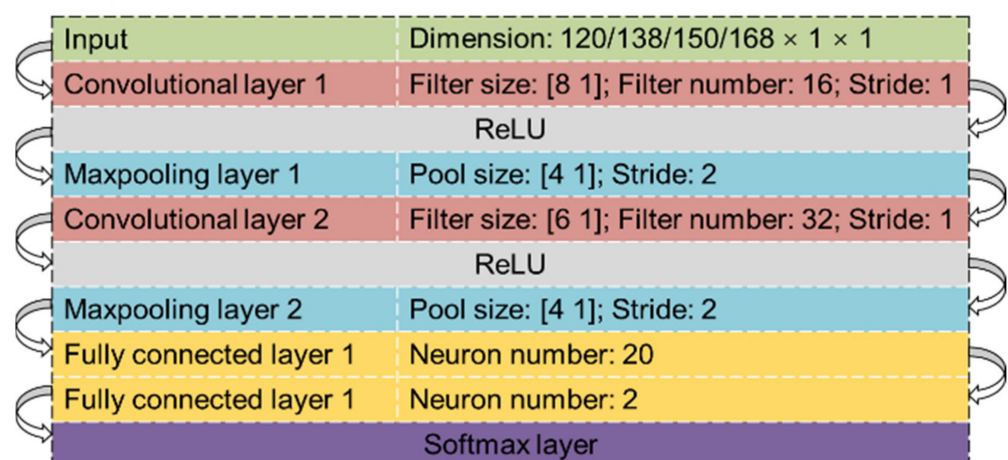 Input Dimension: 120/138/150/168 × 1 × 1
Convolutional layer 1 Filter size: [8 1]; Filter number: 16; Stride: 1
ReLU
Maxpooling layer 1 Pool size: [4 1]; Stride: 2
Convolutional layer 2 Filter size: [6 1]; Filter number: 32; Stride: 1
ReLU
Maxpooling layer 2 Pool size: [4 1]; Stride: 2
Fully connected layer 1 Neuron number: 20
Fully connected layer 1 Neuron number: 2
Softmax layer